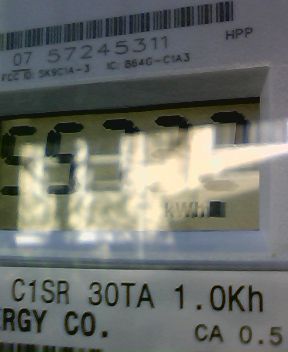 07 57245311 HPP
FCC ID: SK9C1A-3 IC: 864G-C1A3
kWh
C1SR 30TA 1.0Kh
ERGY CO. CA 0.5